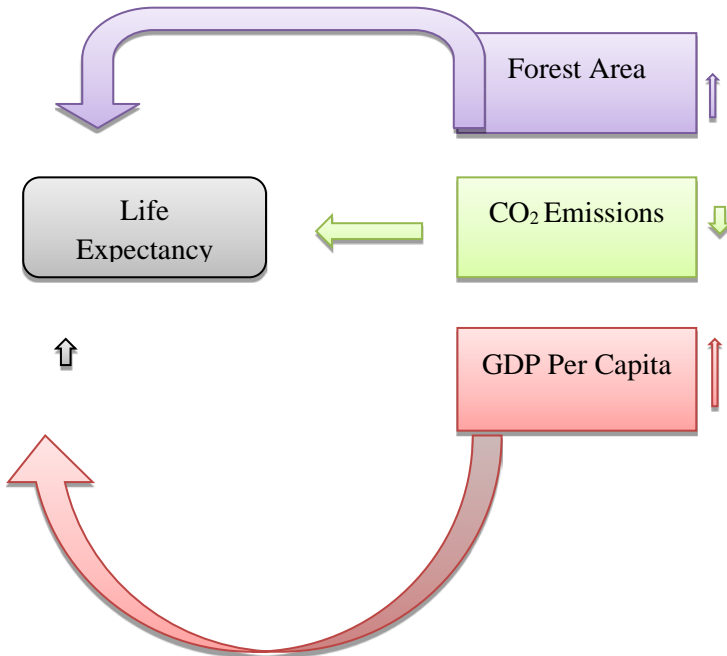 Forest Area
Life
Expectancy
CO₂ Emissions
GDP Per Capita